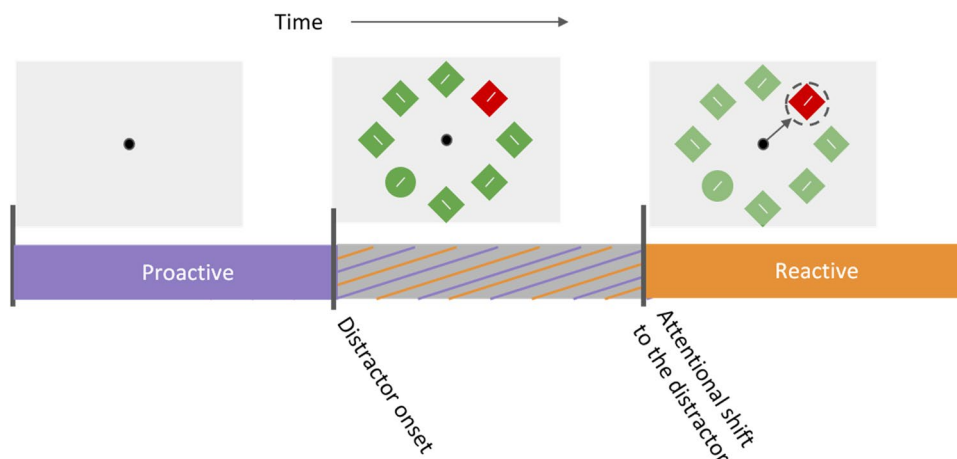 Time
Proactive
Reactive
Distractor onset
Attentional shift
to the distractor